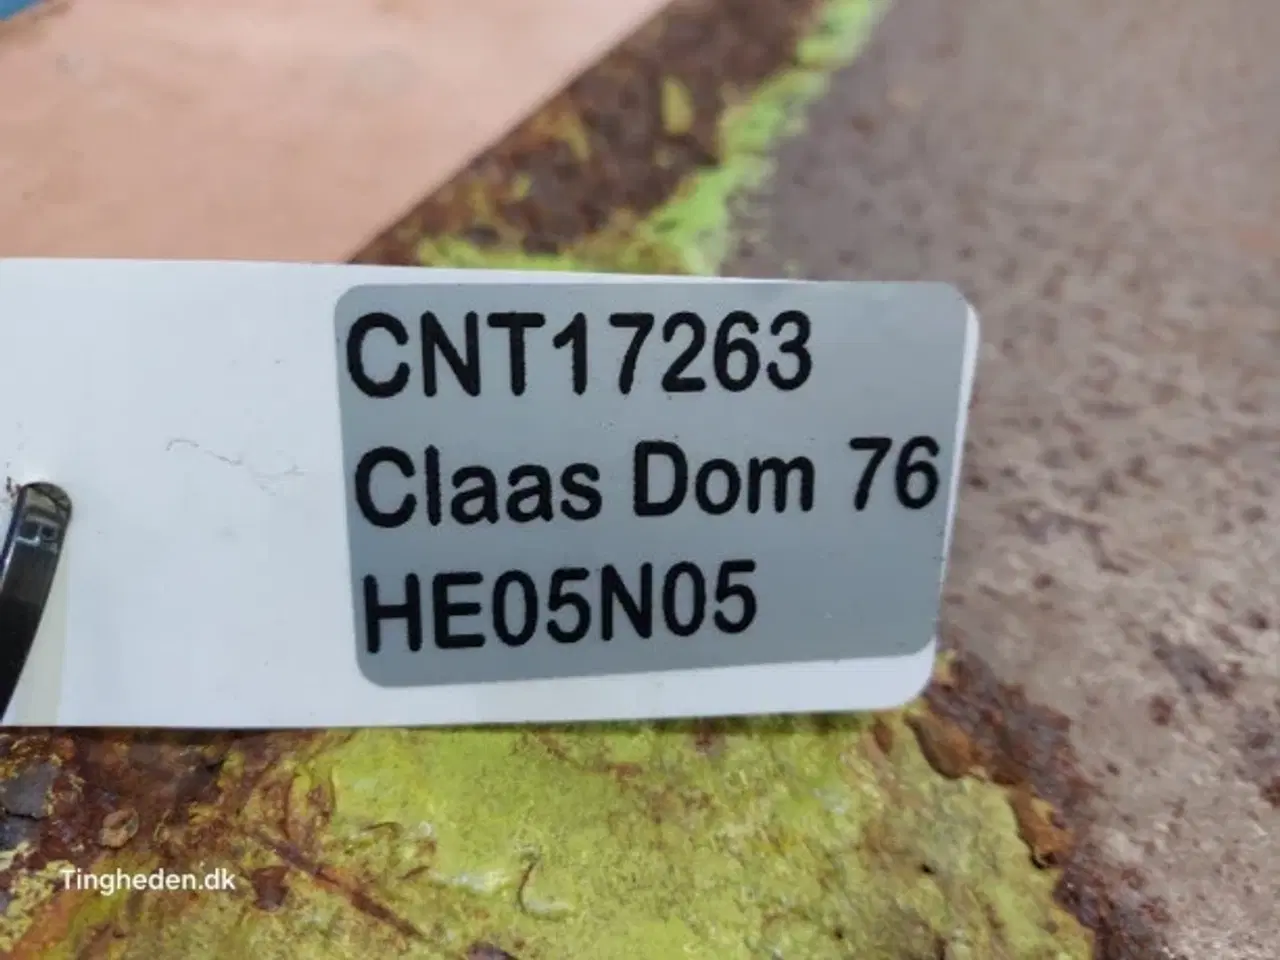 CNT17263
Claas Dom 76
HE05N05
Tingheden.dk